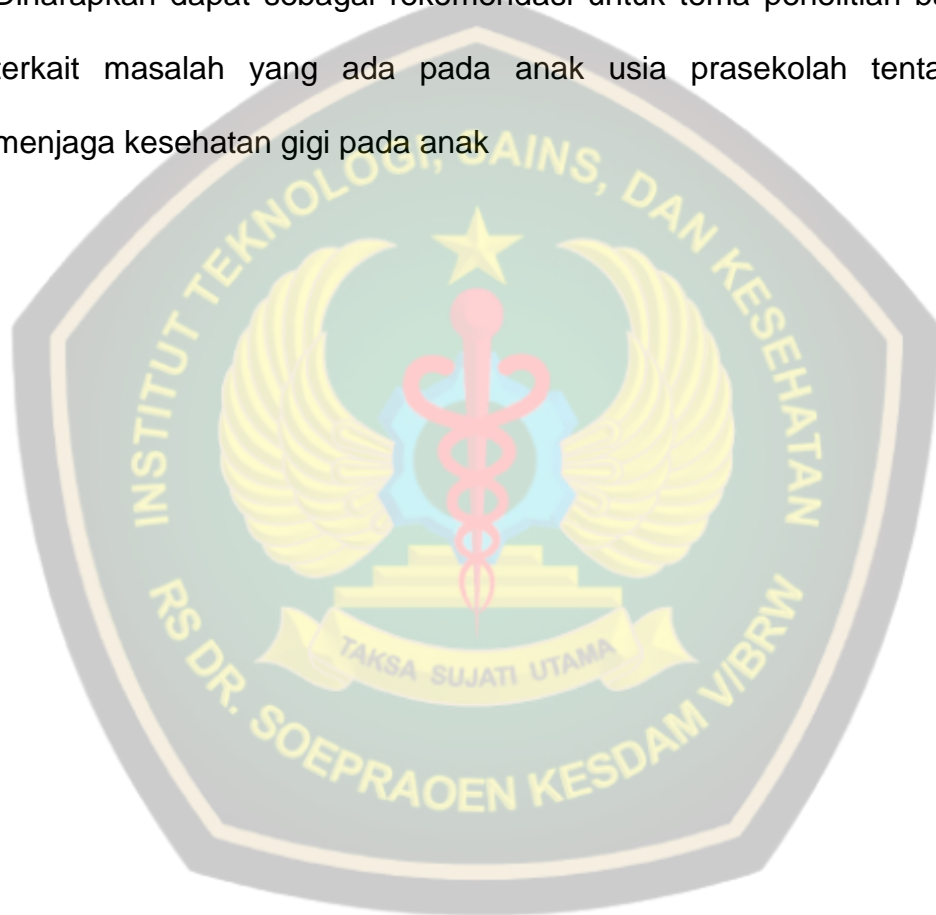 Diharapkan dapat sebagai rekomendasi untuk tema penelitian
terkait masalah yang ada pada anak usia prasekolah
menjaga kesehatan gigi pada anak
INSTITUT TEKNOLOGI, SAINS, DAN KESEHATAN
TAKSA SUJATI UTAMA
RS DR. SOEPRAOEN KESDAM V/BRW